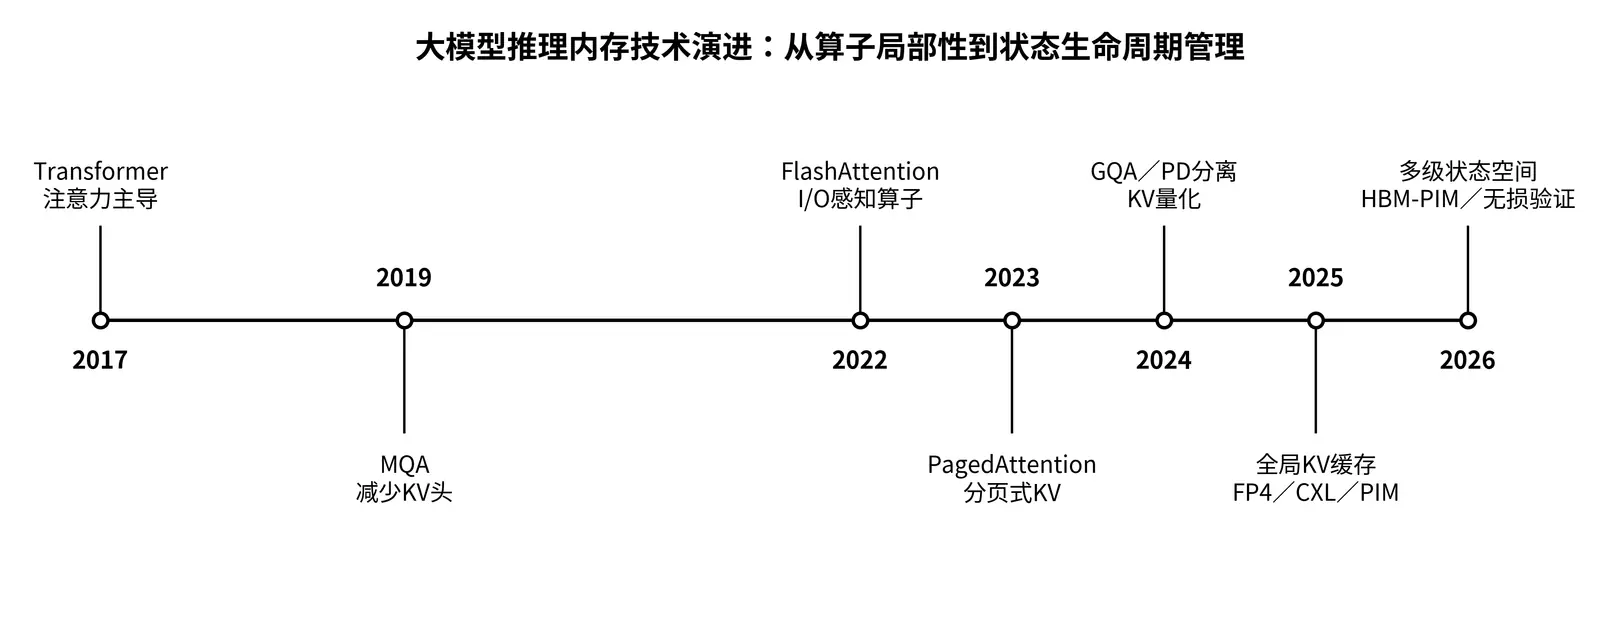 大模型推理内存技术演进：从算子局部性到状态生命周期管理
Transformer
注意力主导
2017
2019
MQA
减少KV头
FlashAttention
I/O感知算子
2022
2023
PagedAttention
分页式KV
GQA／PD分离
KV量化
2024
2025
全局KV缓存
FP4／CXL／PIM
多级状态空间
HBM-PIM／无损验证
2026